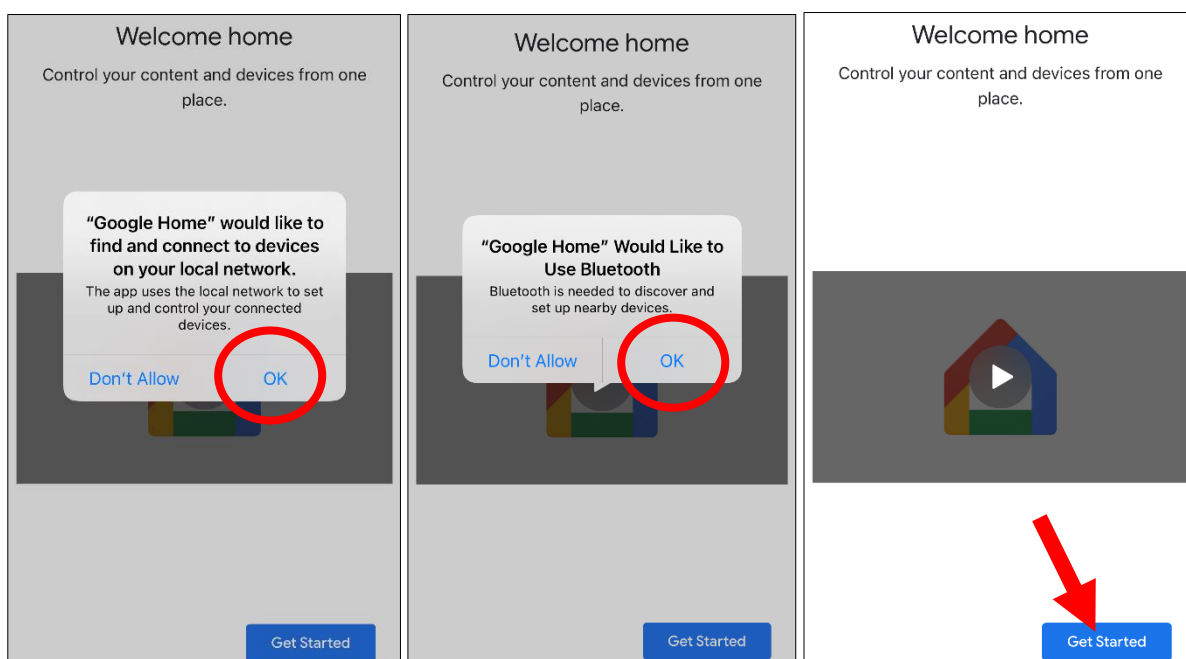 Welcome home
Control your content and devices from one
place.
“Google Home” would like to
find and connect to devices
on your local network.
The app uses the local network to set
up and control your connected
devices.
Don’t Allow
OK
Get Started
Welcome home
Control your content and devices from one
place.
“Google Home” Would Like to
Use Bluetooth
Bluetooth is needed to discover and
set up nearby devices.
Don’t Allow
OK
Get Started
Welcome home
Control your content and devices from one
place.
Get Started